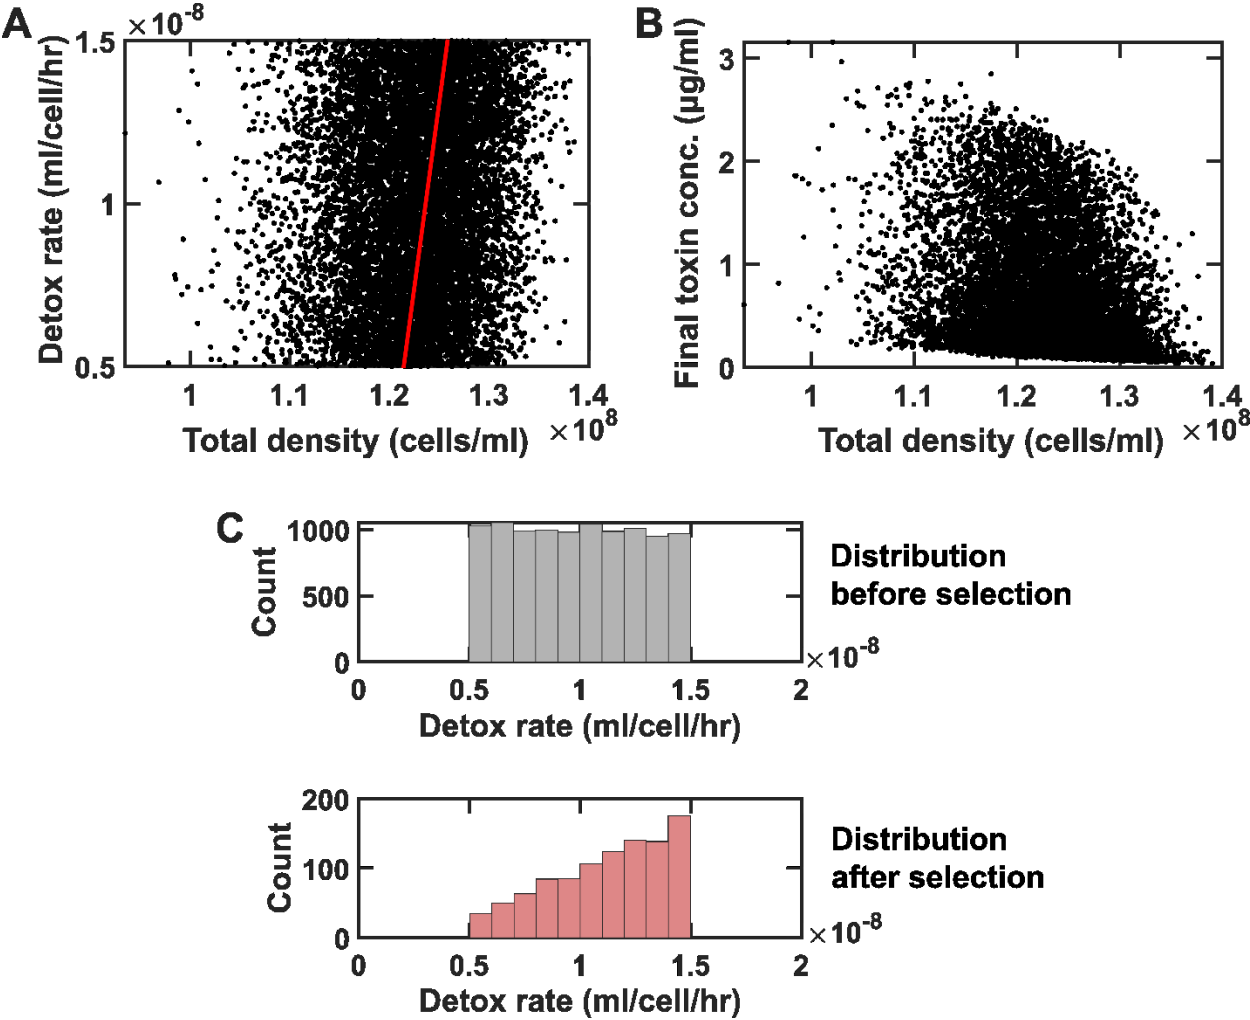 A
×10⁻⁸
Detox rate (ml/cell/hr)
1.5
1
0.5
1 1.1 1.2 1.3 1.4
Total density (cells/ml) ×10⁸
B
Final toxin conc. (µg/ml)
3
2
1
0
1 1.1 1.2 1.3 1.4
Total density (cells/ml) ×10⁸
C
Count
1000
500
0
0 0.5 1 1.5 2
×10⁻⁸
Detox rate (ml/cell/hr)
Distribution
before selection
Count
200
100
0
0 0.5 1 1.5 2
×10⁻⁸
Detox rate (ml/cell/hr)
Distribution
after selection